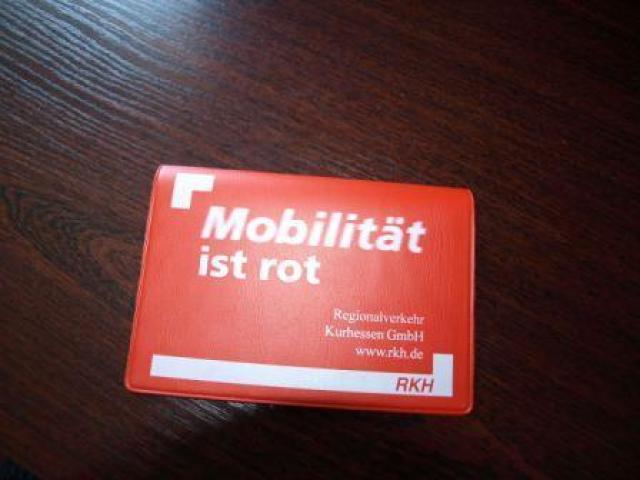 Mobilität
ist rot
Regionalverkehr
Kurhessen GmbH
www.rkh.de
RKH